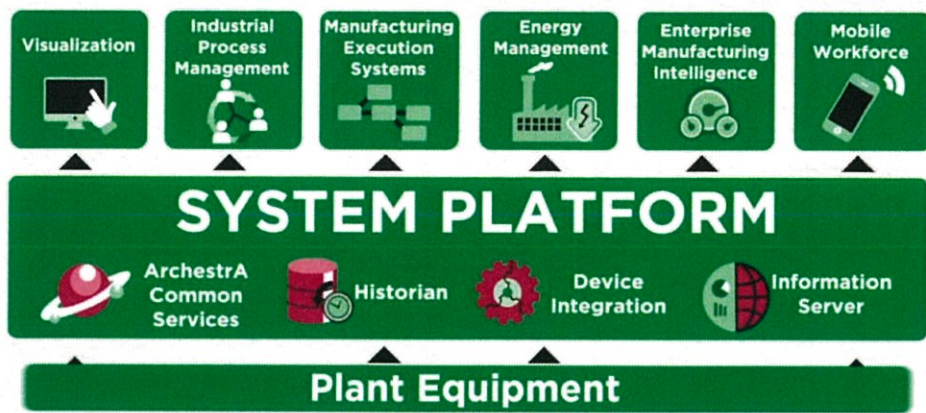 Visualization
Industrial
Process
Management
Manufacturing
Execution
Systems
Energy
Management
Enterprise
Manufacturing
Intelligence
Mobile
Workforce
SYSTEM PLATFORM
ArchestrA
Common
Services
Historian
Device
Integration
Information
Server
Plant Equipment